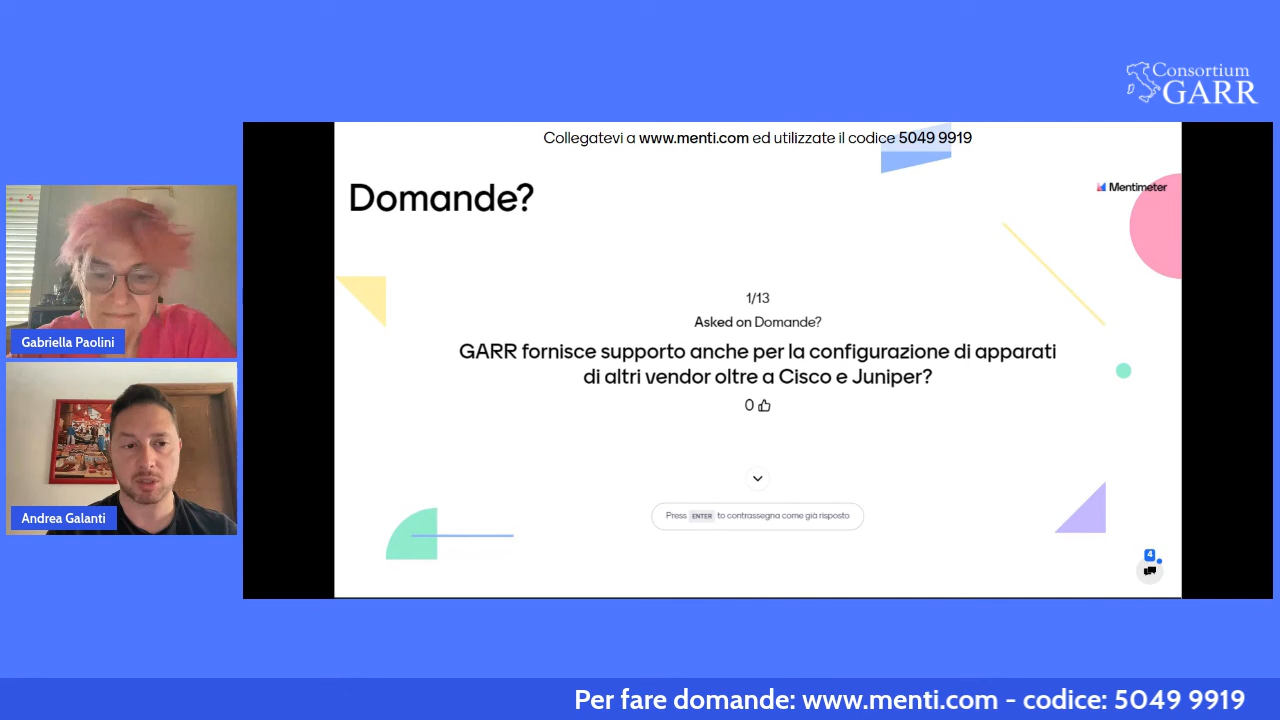 Consortium
GARR
Collegatevi a www.menti.com ed utilizzate il codice 5049 9919
Domande?
Mentimeter
1/13
Asked on Domande?
GARR fornisce supporto anche per la configurazione di apparati
di altri vendor oltre a Cisco e Juniper?
0
Press ENTER to contrassegna come già risposto
4
Gabriella Paolini
Andrea Galanti
Per fare domande: www.menti.com - codice: 5049 9919